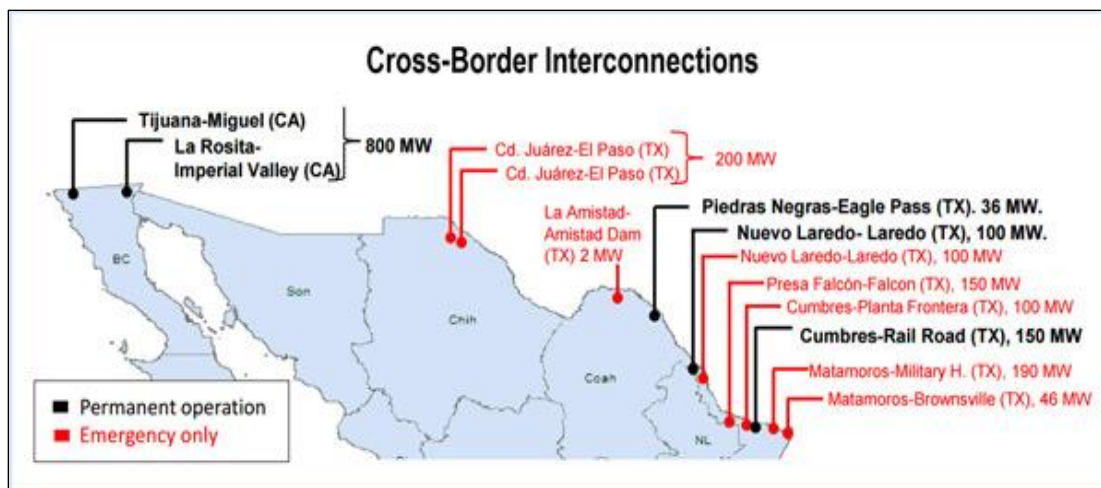 Cross-Border Interconnections
Tijuana-Miguel (CA)
La Rosita-
Imperial Valley (CA)
800 MW
Cd. Juárez-El Paso (TX)
Cd. Juárez-El Paso (TX)
200 MW
La Amistad-
Amistad Dam
(TX) 2 MW
Piedras Negras-Eagle Pass (TX). 36 MW.
Nuevo Laredo- Laredo (TX), 100 MW.
Nuevo Laredo-Laredo (TX), 100 MW
Presa Falcón-Falcon (TX), 150 MW
Cumbres-Planta Frontera (TX), 100 MW
Cumbres-Rail Road (TX), 150 MW
Matamoros-Military H. (TX), 190 MW
Matamoros-Brownsville (TX), 46 MW
BC
Son
Chih
Coah
NL
Permanent operation
Emergency only